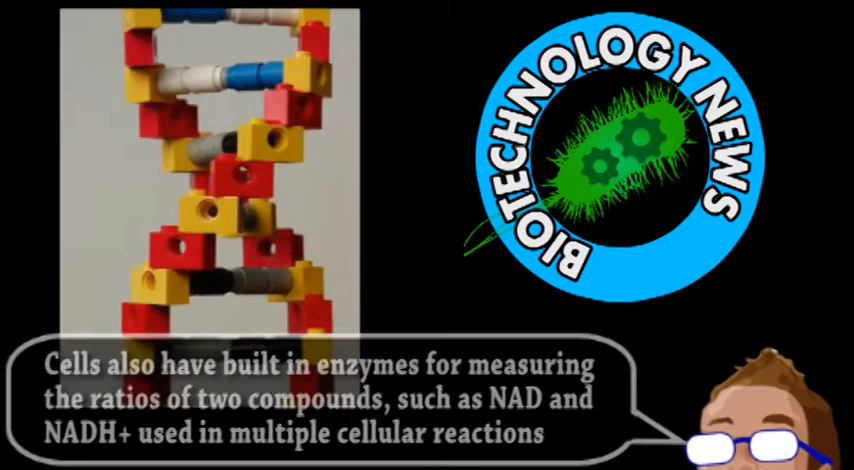 BIOTECHNOLOGY NEWS
Cells also have built in enzymes for measuring
the ratios of two compounds, such as NAD and
NADH+ used in multiple cellular reactions